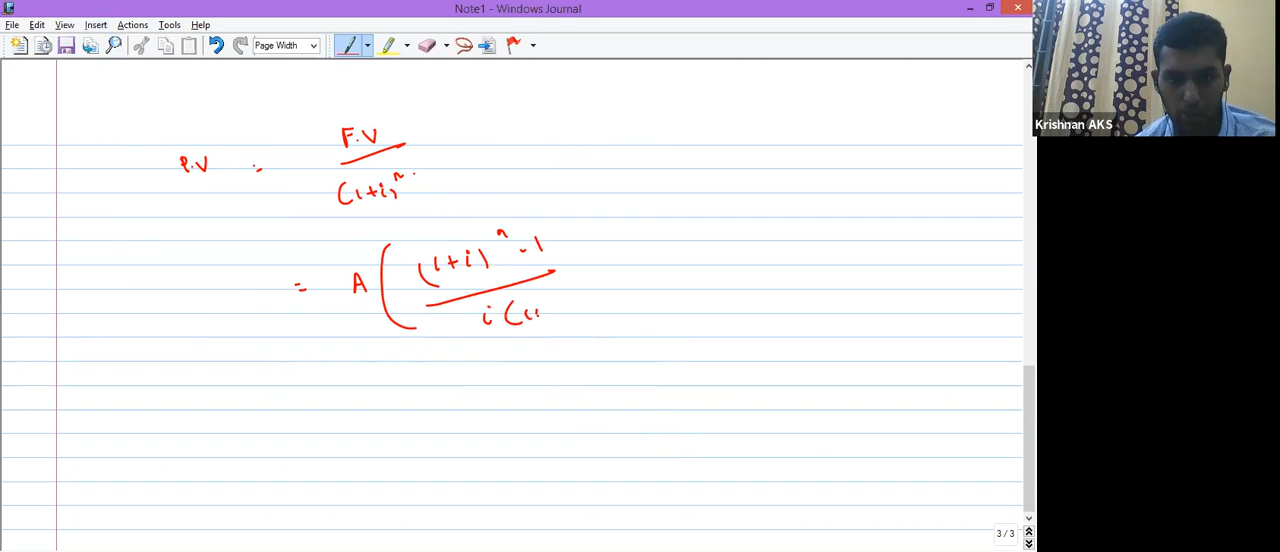 Note1 - Windows Journal
File Edit View Insert Actions Tools Help
Page Width
Krishnan AKS
P.V = F.V
(1+i)^n
= A ( (1+i)^n - 1
i (1
3 / 3